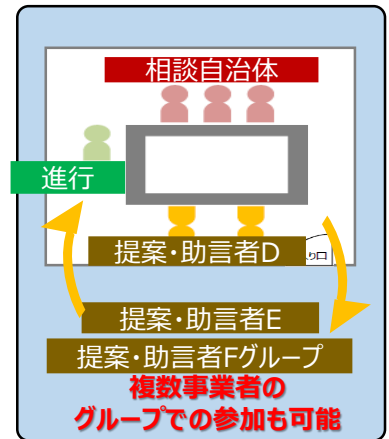 相談自治体
進行
提案・助言者D
提案・助言者E
提案・助言者Fグループ
複数事業者の
グループでの参加も可能